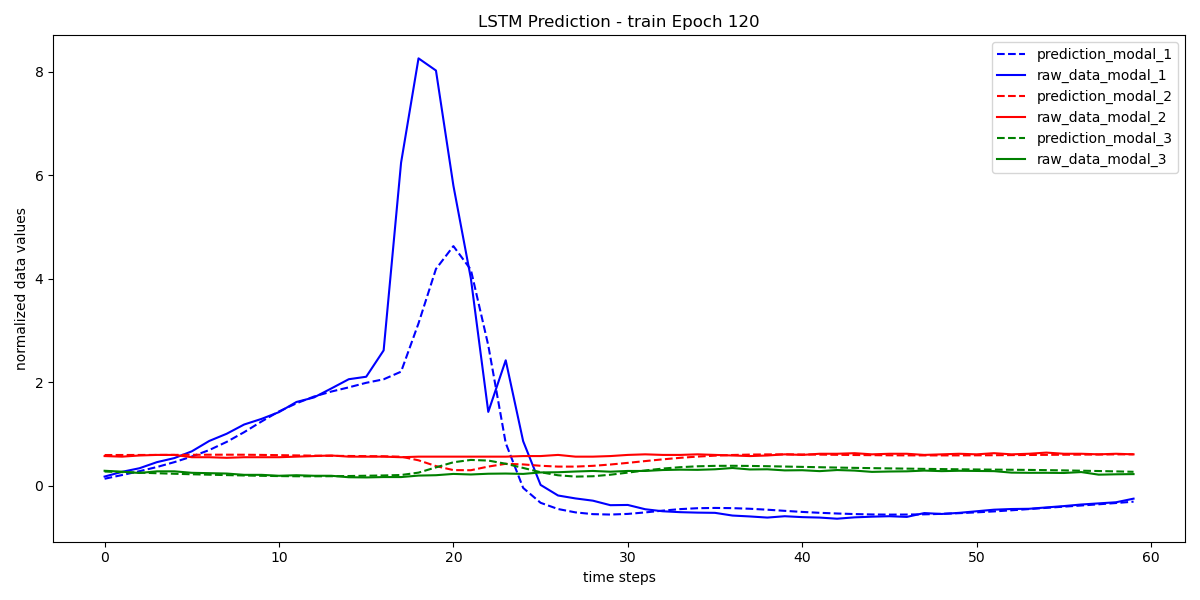 LSTM Prediction - train Epoch 120
prediction_modal_1
raw_data_modal_1
prediction_modal_2
raw_data_modal_2
prediction_modal_3
raw_data_modal_3
normalized data values
8
6
4
2
0
0 10 20 30 40 50 60
time steps